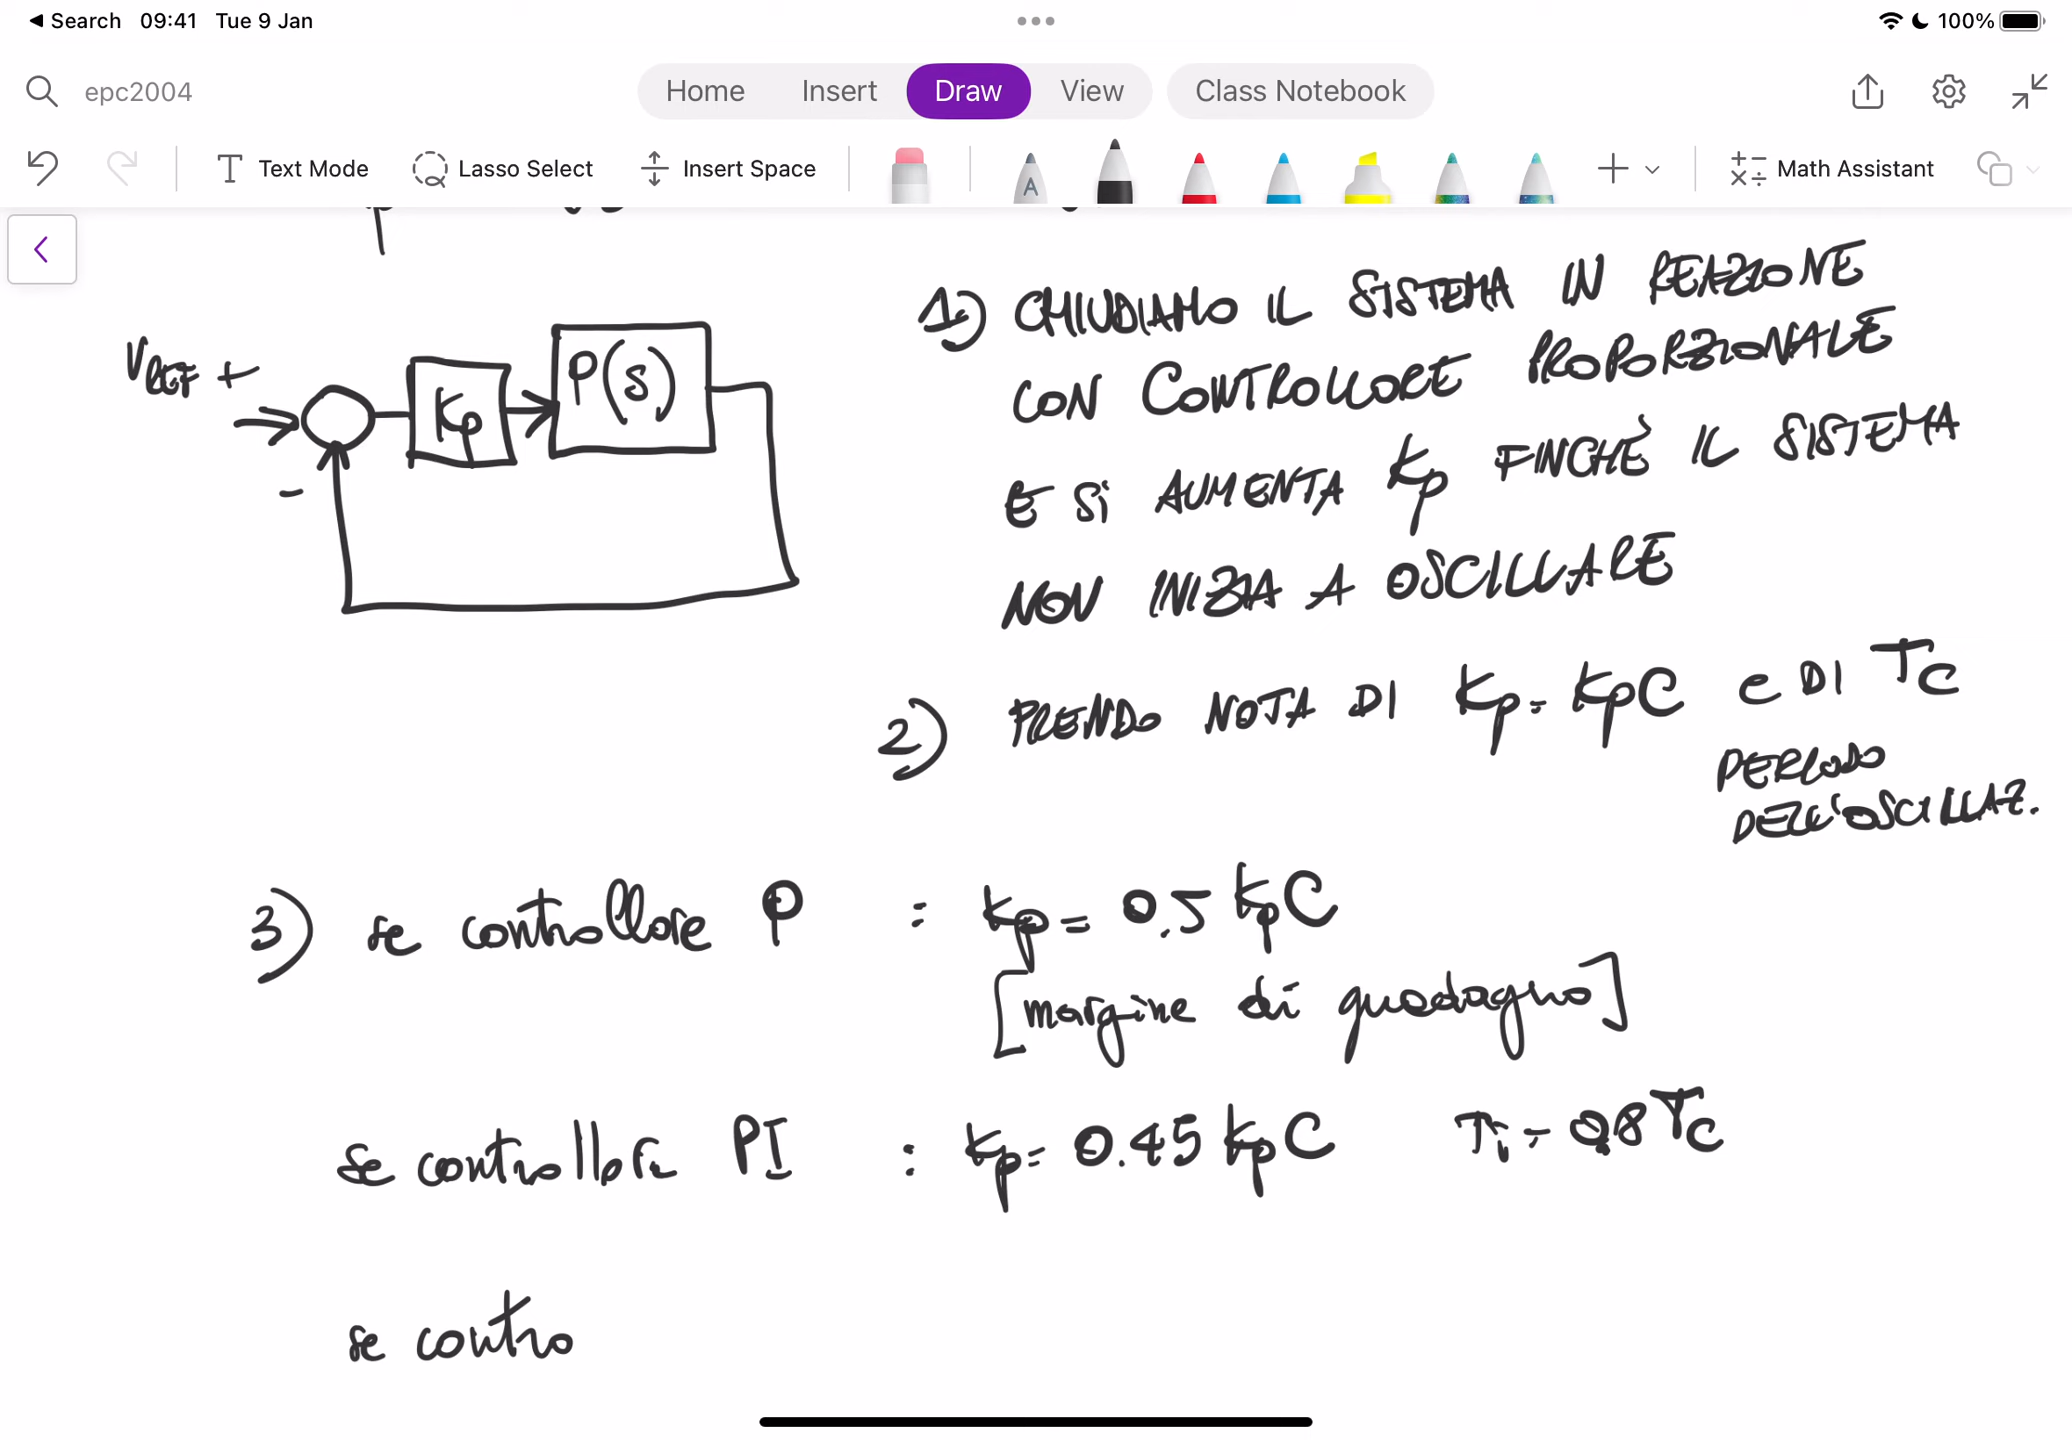 Search 09:41 Tue 9 Jan 100%
epc2004 Home Insert Draw View Class Notebook
Text Mode Lasso Select Insert Space A Math Assistant
1) CHIUDIAMO IL SISTEMA IN REAZIONE
CON CONTROLLORE PROPORZIONALE
E SI AUMENTA Kp FINCHÈ IL SISTEMA
NON INIZIA A OSCILLARE
VREF +
Kp
P(s)
-
2) PRENDO NOTA DI Kp = KpC e DI Tc
PERIODO
DELL'OSCILLAZ.
3) se controllore P : Kp = 0.5 KpC
[margine di guadagno]
se controllore PI : Kp = 0.45 KpC Ti = 0.8 Tc
se contro